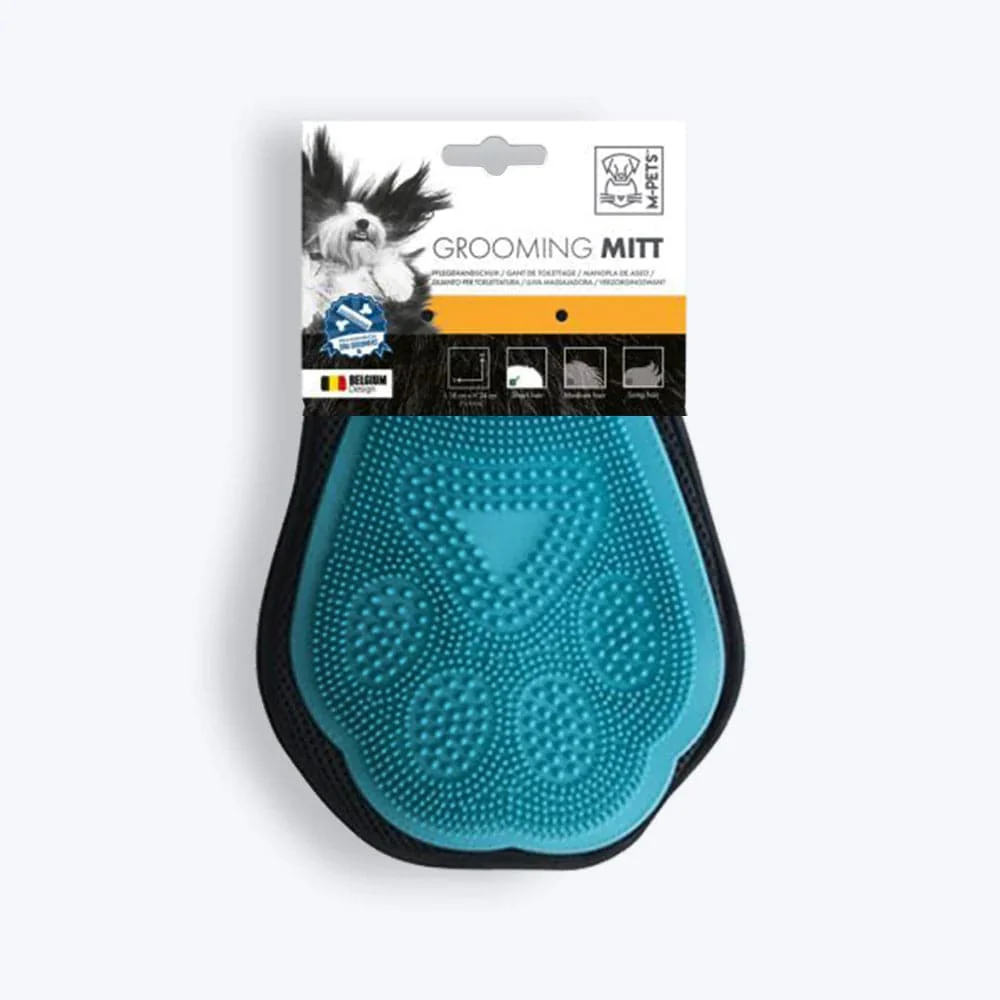 M-PETS
GROOMING MITT
PFLEGEHANDSCHUH / GANT DE TOILETTAGE / MANOPLA DE ASEO /
GUANTO PER TOELETTATURA / LUVA MASSAJADORA / VERZORGINGSWANT
BELGIUM
Design
Short hair
Medium hair
Long hair